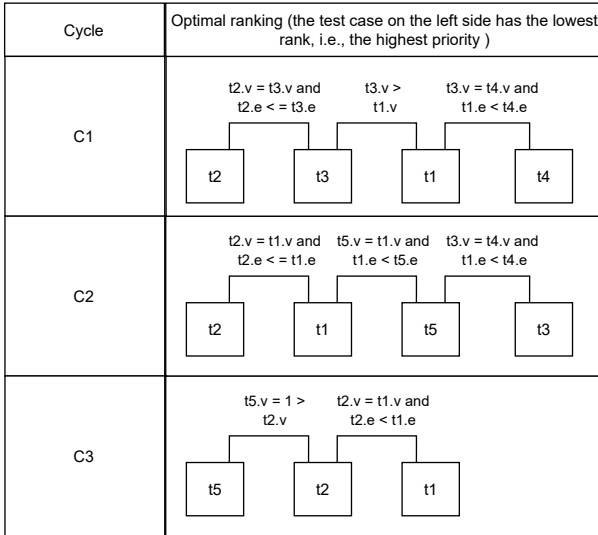 Cycle
Optimal ranking (the test case on the left side has the lowest
rank, i.e., the highest priority )
C1
t2.v = t3.v and
t2.e < = t3.e
t3.v >
t1.v
t3.v = t4.v and
t1.e < t4.e
t2
t3
t1
t4
C2
t2.v = t1.v and
t2.e < = t1.e
t5.v = t1.v and
t1.e < t5.e
t3.v = t4.v and
t1.e < t4.e
t2
t1
t5
t3
C3
t5.v = 1 >
t2.v
t2.v = t1.v and
t2.e < t1.e
t5
t2
t1